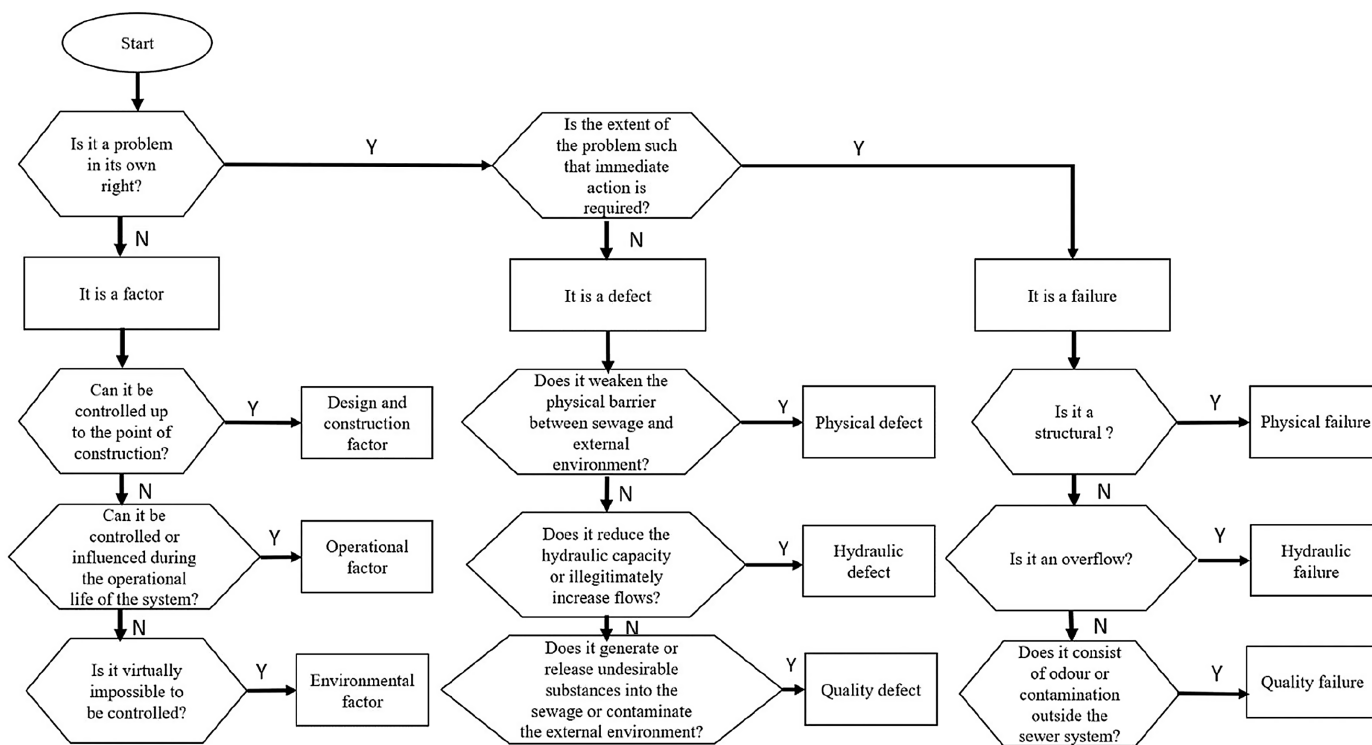 Start
Is it a problem
in its own
right?
Y
Is the extent of
the problem such
that immediate
action is
required?
Y
N
N
It is a factor
It is a defect
It is a failure
Can it be
controlled up
to the point of
construction?
Y
Design and
construction
factor
Does it weaken the
physical barrier
between sewage and
external
environment?
Y
Physical defect
Is it a
structural ?
Y
Physical failure
N
N
N
Can it be
controlled or
influenced during
the operational
life of the system?
Y
Operational
factor
Does it reduce the
hydraulic capacity
or illegitimately
increase flows?
Y
Hydraulic
defect
Is it an overflow?
Y
Hydraulic
failure
N
N
N
Is it virtually
impossible to
be controlled?
Y
Environmental
factor
Does it generate or
release undesirable
substances into the
sewage or contaminate
the external environment?
Y
Quality defect
Does it consist
of odour or
contamination
outside the
sewer system?
Y
Quality failure